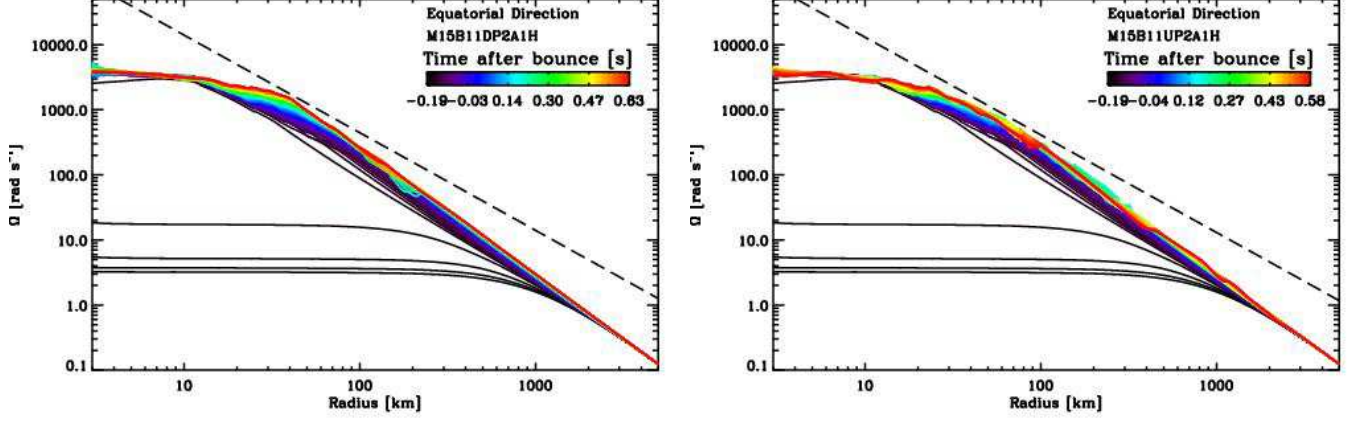 Equatorial Direction
M15B11DP2A1H
Time after bounce [s]
−0.19−0.03 0.14 0.30 0.47 0.63
10000.0
1000.0
100.0
10.0
1.0
0.1
Ω [rad s⁻¹]
10 100 1000
Radius [km]
Equatorial Direction
M15B11UP2A1H
Time after bounce [s]
−0.19−0.04 0.12 0.27 0.43 0.58
10000.0
1000.0
100.0
10.0
1.0
0.1
Ω [rad s⁻¹]
10 100 1000
Radius [km]